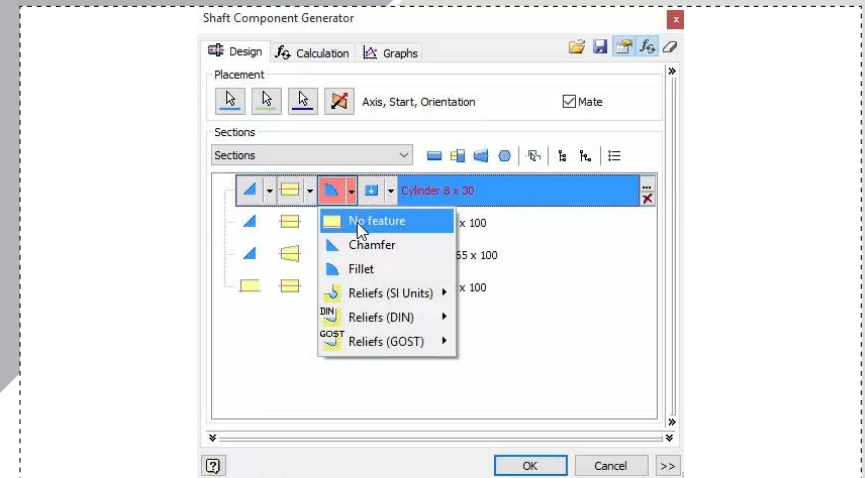 Shaft Component Generator
x
Design
Calculation
Graphs
Placement
Axis, Start, Orientation
Mate
Sections
Sections
Cylinder 8 x 30
No feature
x 100
Chamfer
55 x 100
Fillet
Reliefs (SI Units)
x 100
DIN
Reliefs (DIN)
GOST
Reliefs (GOST)
?
OK
Cancel
>>